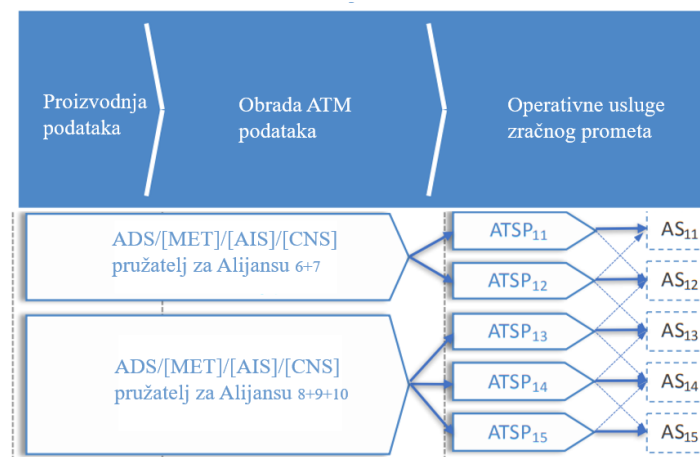 Proizvodnja
podataka
Obrada ATM
podataka
Operativne usluge
zračnog prometa
ADS/[MET]/[AIS]/[CNS]
pružatelj za Alijansu 6+7
ATSP11
AS11
ATSP12
AS12
ADS/[MET]/[AIS]/[CNS]
pružatelj za Alijansu 8+9+10
ATSP13
AS13
ATSP14
AS14
ATSP15
AS15